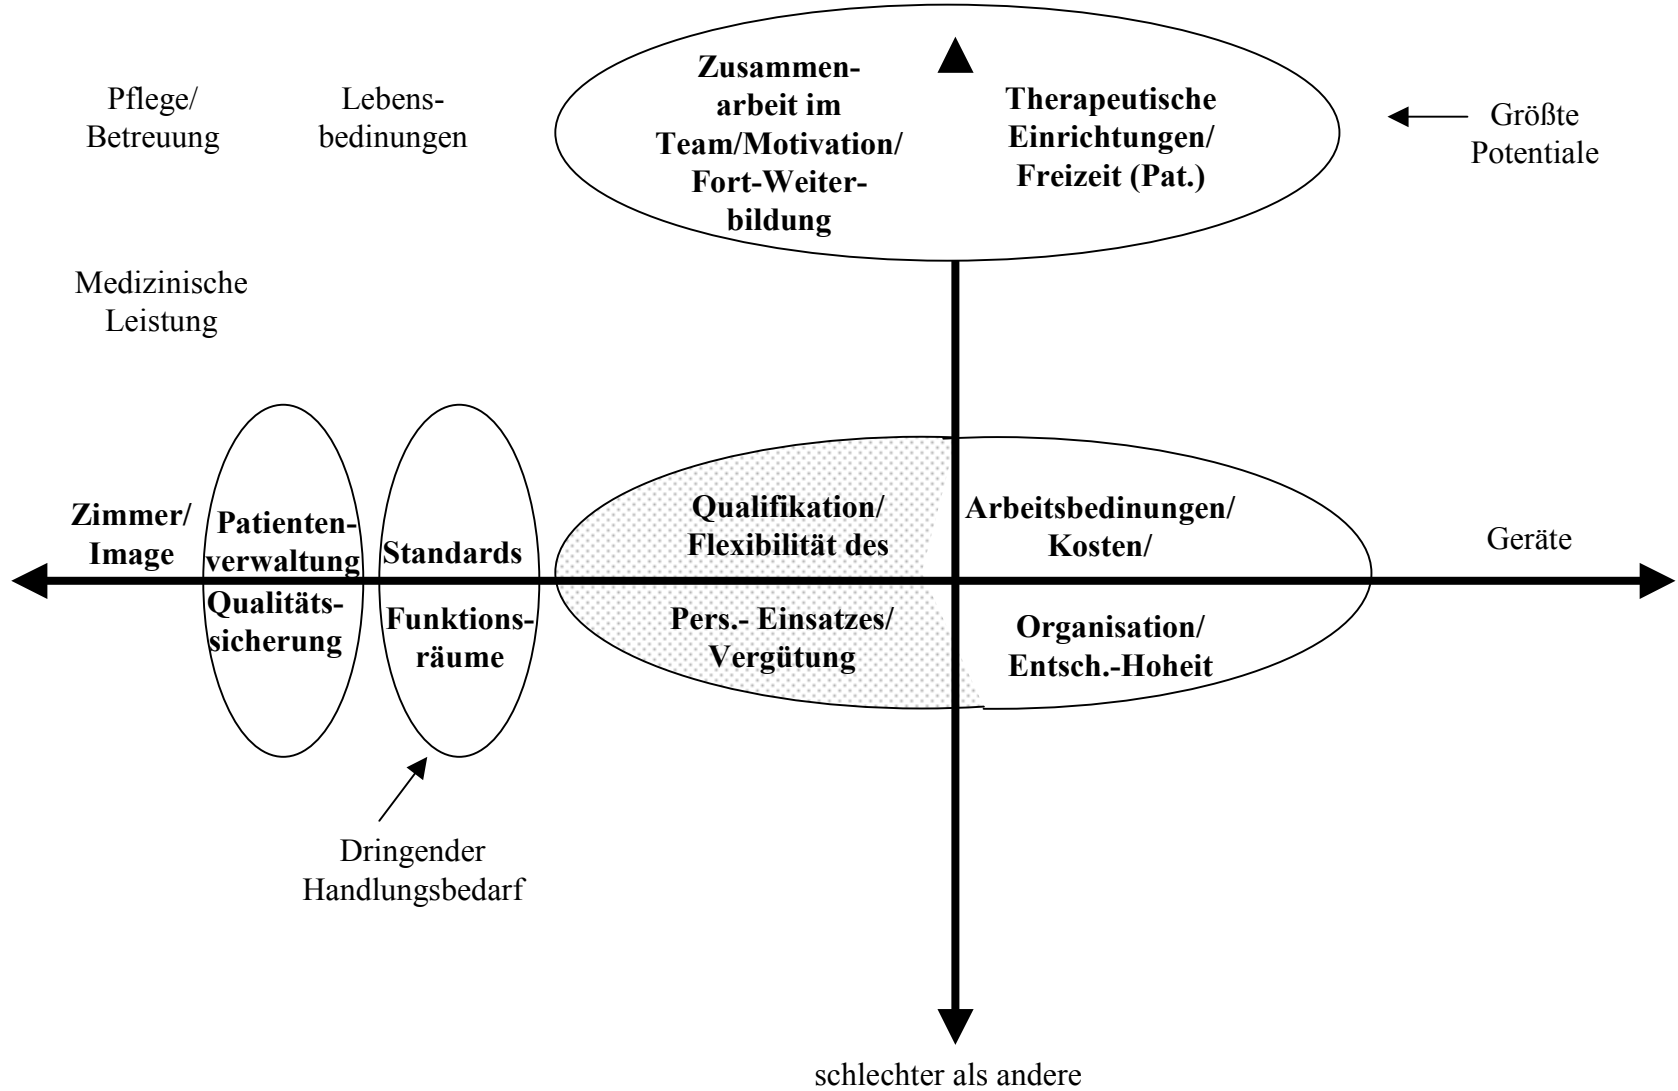 Pflege/
Betreuung
Lebens-
bedinungen
Zusammen-
arbeit im
Team/Motivation/
Fort-Weiter-
bildung
Therapeutische
Einrichtungen/
Freizeit (Pat.)
Größte
Potentiale
Medizinische
Leistung
Zimmer/
Image
Patienten-
verwaltung
Qualitäts-
sicherung
Standards
Funktions-
räume
Qualifikation/
Flexibilität des
Pers.- Einsatzes/
Vergütung
Arbeitsbedinungen/
Kosten/
Organisation/
Entsch.-Hoheit
Geräte
Dringender
Handlungsbedarf
schlechter als andere